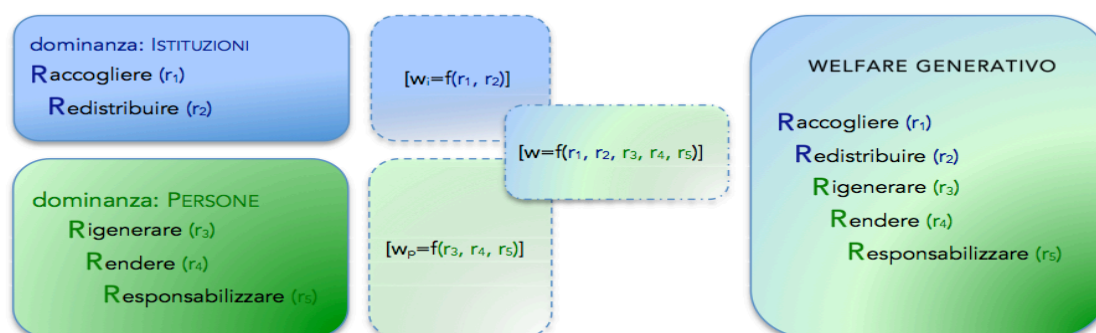 dominanza: ISTITUZIONI
Raccogliere (r₁)
Redistribuire (r₂)
dominanza: PERSONE
Rigenerare (r₃)
Rendere (r₄)
Responsabilizzare (r₅)
[wᵢ=f(r₁, r₂)]
[w=f(r₁, r₂, r₃, r₄, r₅)]
[wₚ=f(r₃, r₄, r₅)]
WELFARE GENERATIVO
Raccogliere (r₁)
Redistribuire (r₂)
Rigenerare (r₃)
Rendere (r₄)
Responsabilizzare (r₅)